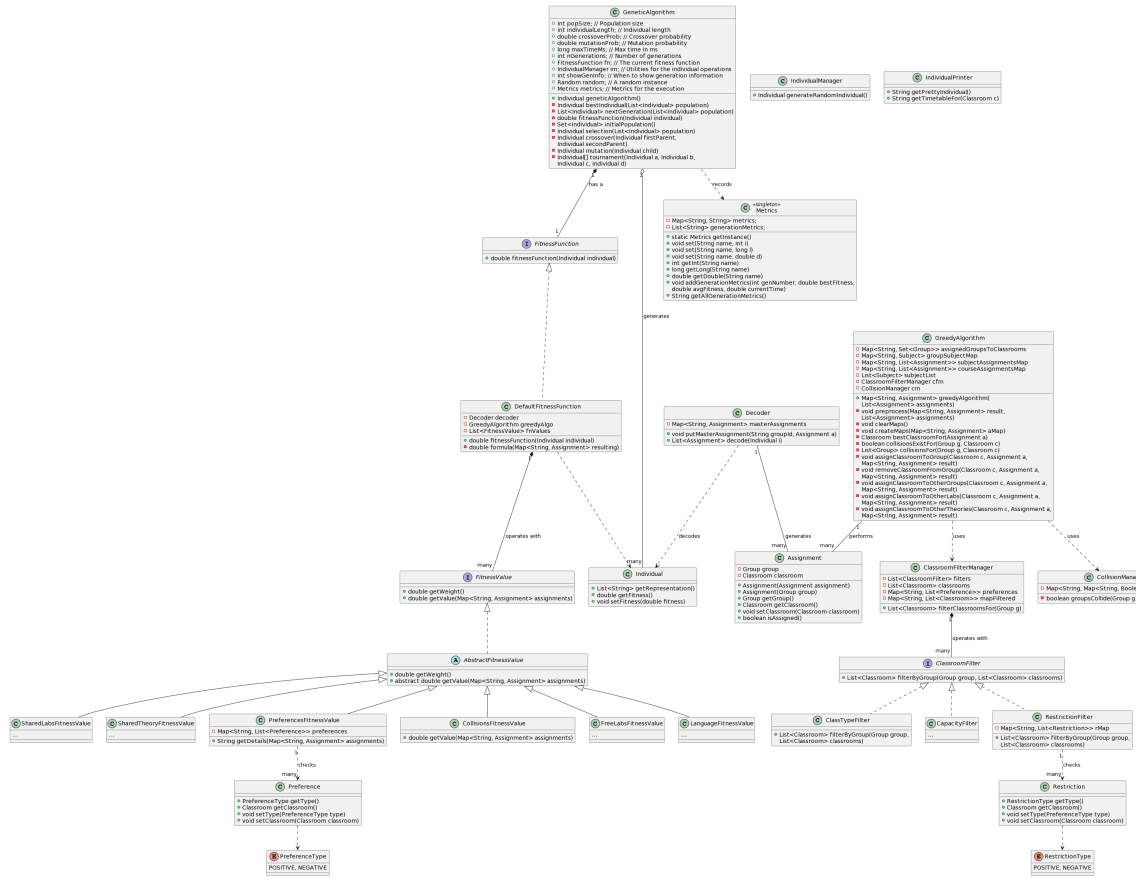 GeneticAlgorithm
int popSize; // Population size
int individualLength; // Individual length
double crossoverProb; // Crossover probability
double mutationProb; // Mutation probability
long maxTimeMs; // Max time in ms
int nGenerations; // Number of generations
FitnessFunction fn; // The current fitness function
IndividualManager im; // Utilities for the individual operations
int showGenInfo; // When to show generation information
Random random; // A random instance
Metrics metrics; // Metrics for the execution
Individual geneticAlgorithm()
Individual bestIndividual(List<Individual> population)
List<Individual> nextGeneration(List<Individual> population)
double fitnessFunction(Individual individual)
Set<Individual> initialPopulation()
Individual selection(List<Individual> population)
Individual crossover(Individual firstParent,
Individual secondParent)
Individual mutation(Individual child)
Individual[] tournament(Individual a, Individual b,
Individual c, Individual d)
IndividualManager
Individual generateRandomIndividual()
IndividualPrinter
String getPrettyIndividual()
String getTimetableFor(Classroom c)
1
has a
1
1
records
«singleton»
Metrics
Map<String, String> metrics;
List<String> generationMetrics;
static Metrics getInstance()
void set(String name, int i)
void set(String name, long l)
void set(String name, double d)
int getInt(String name)
long getLong(String name)
double getDouble(String name)
void addGenerationMetrics(int genNumber, double bestFitness,
double avgFitness, double currentTime)
String getAllGenerationMetrics()
FitnessFunction
double fitnessFunction(Individual individual)
generates
GreedyAlgorithm
Map<String, Set<Group>> assignedGroupsToClassrooms
Map<String, Subject> groupSubjectMap
Map<String, List<Assignment>> subjectAssignmentsMap
Map<String, List<Assignment>> courseAssignmentsMap
List<Subject> subjectList
ClassroomFilterManager cfm
CollisionManager cm
Map<String, Assignment> greedyAlgorithm(
List<Assignment> assignments)
void preprocess(Map<String, Assignment> result,
List<Assignment> assignments)
void clearMaps()
void createMaps(Map<String, Assignment> aMap)
Classroom bestClassroomFor(Assignment a)
boolean collisionsExistFor(Group g, Classroom c)
List<Group> collisionsFor(Group g, Classroom c)
void assignClassroomToGroup(Classroom c, Assignment a,
Map<String, Assignment> result)
void removeClassroomFromGroup(Classroom c, Assignment a,
Map<String, Assignment> result)
void assignClassroomToOtherGroups(Classroom c, Assignment a,
Map<String, Assignment> result)
void assignClassroomToOtherLabs(Classroom c, Assignment a,
Map<String, Assignment> result)
void assignClassroomToOtherTheories(Classroom c, Assignment a,
Map<String, Assignment> result)
DefaultFitnessFunction
Decoder decoder
GreedyAlgorithm greedyAlgo
List<FitnessValue> fnValues
double fitnessFunction(Individual individual)
double formula(Map<String, Assignment> resulting)
Decoder
Map<String, Assignment> masterAssignments
void putMasterAssignment(String groupId, Assignment a)
List<Assignment> decode(Individual i)
1
operates with
many
decodes
many
1
generates
many
1
performs
many
uses
uses
FitnessValue
double getWeight()
double getValue(Map<String, Assignment> assignments)
Individual
List<String> getRepresentation()
double getFitness()
void setFitness(double fitness)
Assignment
Group group
Classroom classroom
Assignment(Assignment assignment)
Assignment(Group group)
Group getGroup()
Classroom getClassroom()
void setClassroom(Classroom classroom)
boolean isAssigned()
ClassroomFilterManager
List<ClassroomFilter> filters
List<Classroom> classrooms
Map<String, List<Preference>> preferences
Map<String, List<Classroom>> mapFiltered
List<Classroom> filterClassroomsFor(Group g)
Map<String, Map<String,
boolean groupsCollide(Group g
1
operates with
many
AbstractFitnessValue
double getWeight()
abstract double getValue(Map<String, Assignment> assignments)
ClassroomFilter
List<Classroom> filterByGroup(Group group, List<Classroom> classrooms)
SharedLabsFitnessValue
...
SharedTheoryFitnessValue
...
PreferencesFitnessValue
Map<String, List<Preference>> preferences
String getDetails(Map<String, Assignment> assignments)
CollisionsFitnessValue
double getValue(Map<String, Assignment> assignments)
FreeLabsFitnessValue
...
LanguageFitnessValue
...
ClassTypeFilter
List<Classroom> filterByGroup(Group group,
List<Classroom> classrooms)
CapacityFilter
...
RestrictionFilter
Map<String, List<Restriction>> rMap
List<Classroom> filterByGroup(Group group,
List<Classroom> classrooms)
1
checks
many
1
checks
many
Preference
PreferenceType getType()
Classroom getClassroom()
void setType(PreferenceType type)
void setClassroom(Classroom classroom)
Restriction
RestrictionType getType()
Classroom getClassroom()
void setType(PreferenceType type)
void setClassroom(Classroom classroom)
PreferenceType
POSITIVE, NEGATIVE
RestrictionType
POSITIVE, NEGATIVE